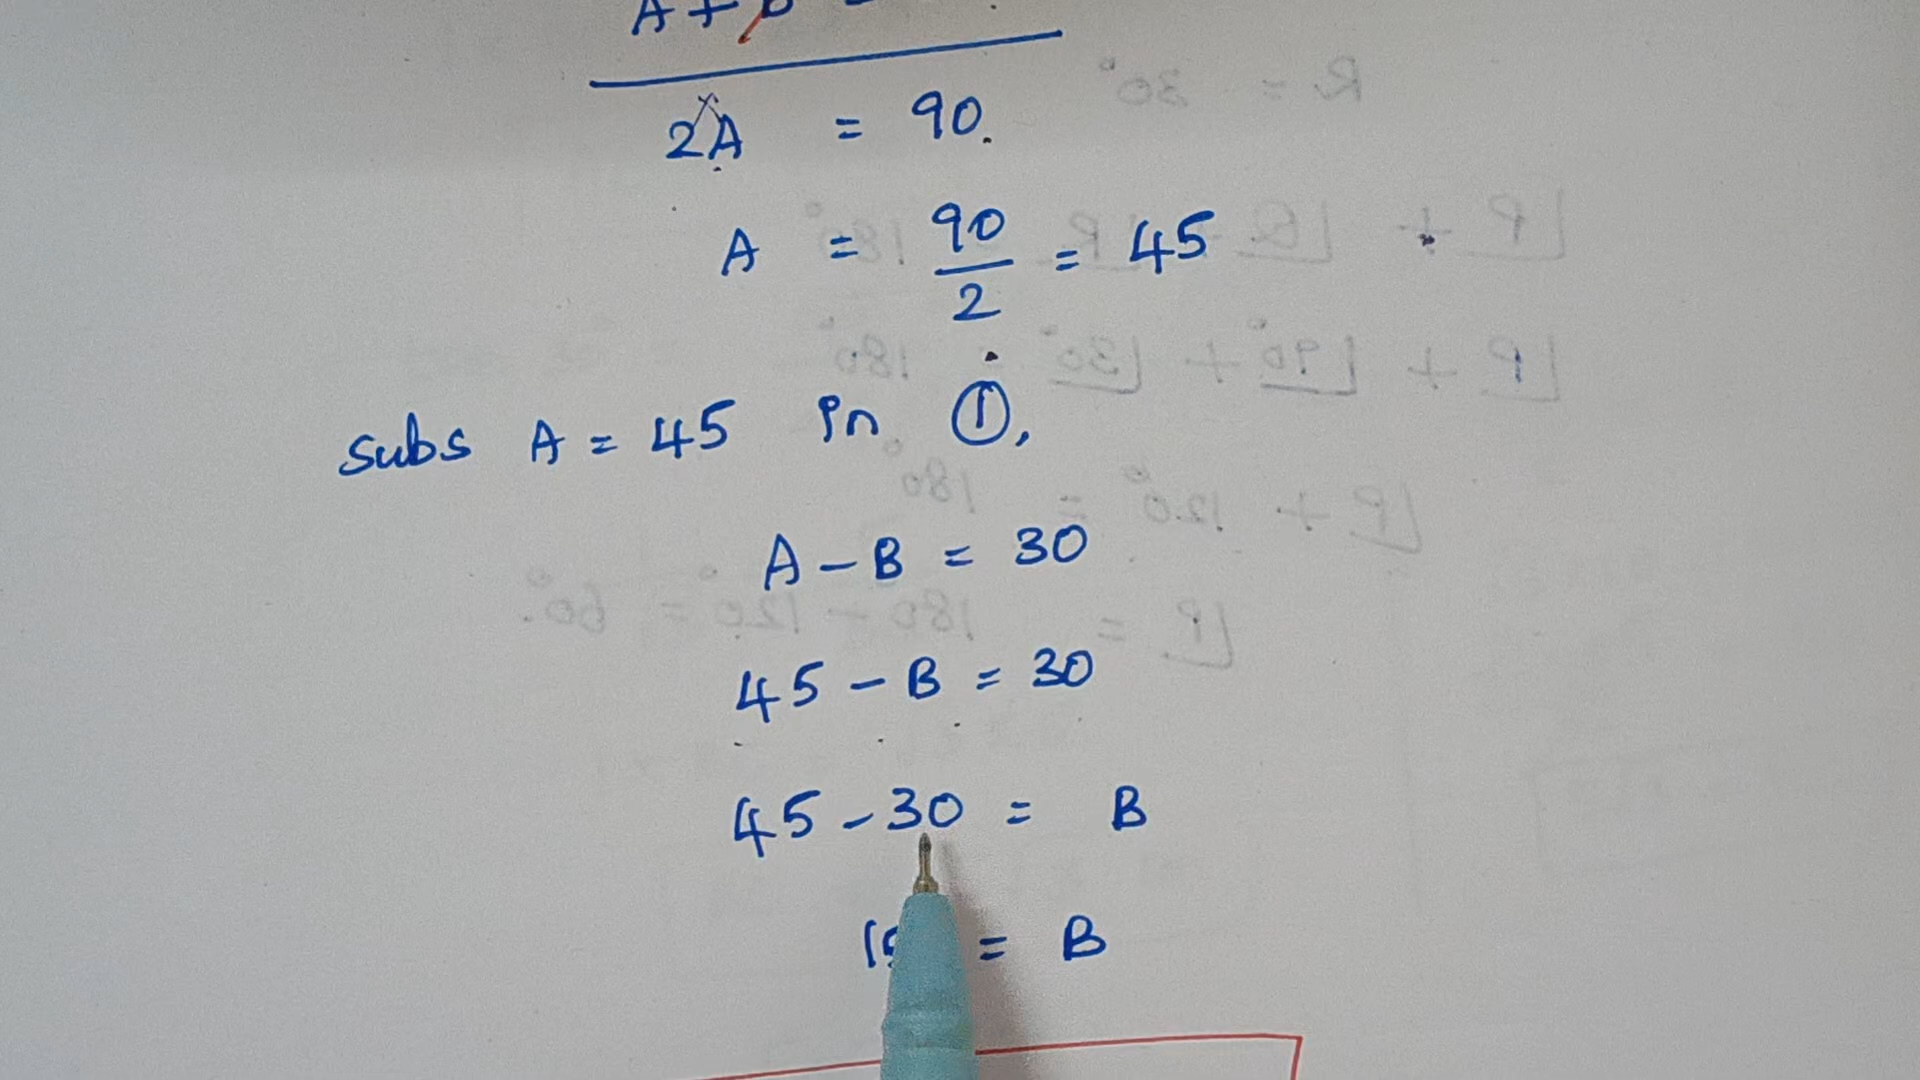 A + B
2A = 90.
A = 90/2 = 45
subs A = 45 in ①,
A - B = 30
45 - B = 30
45 - 30 = B
= B